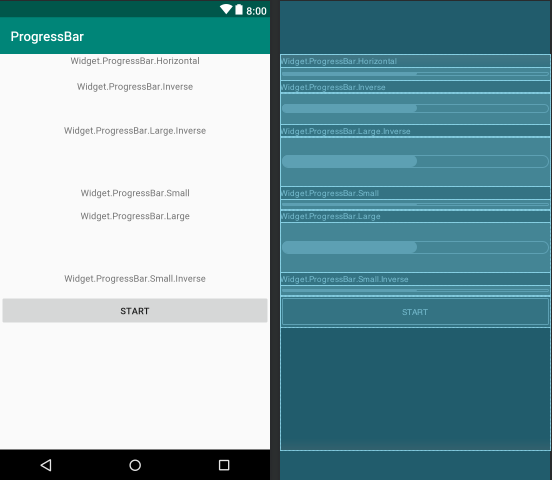 8:00
ProgressBar
Widget.ProgressBar.Horizontal
Widget.ProgressBar.Inverse
Widget.ProgressBar.Large.Inverse
Widget.ProgressBar.Small
Widget.ProgressBar.Large
Widget.ProgressBar.Small.Inverse
START
Widget.ProgressBar.Horizontal
Widget.ProgressBar.Inverse
Widget.ProgressBar.Large.Inverse
Widget.ProgressBar.Small
Widget.ProgressBar.Large
Widget.ProgressBar.Small.Inverse
START